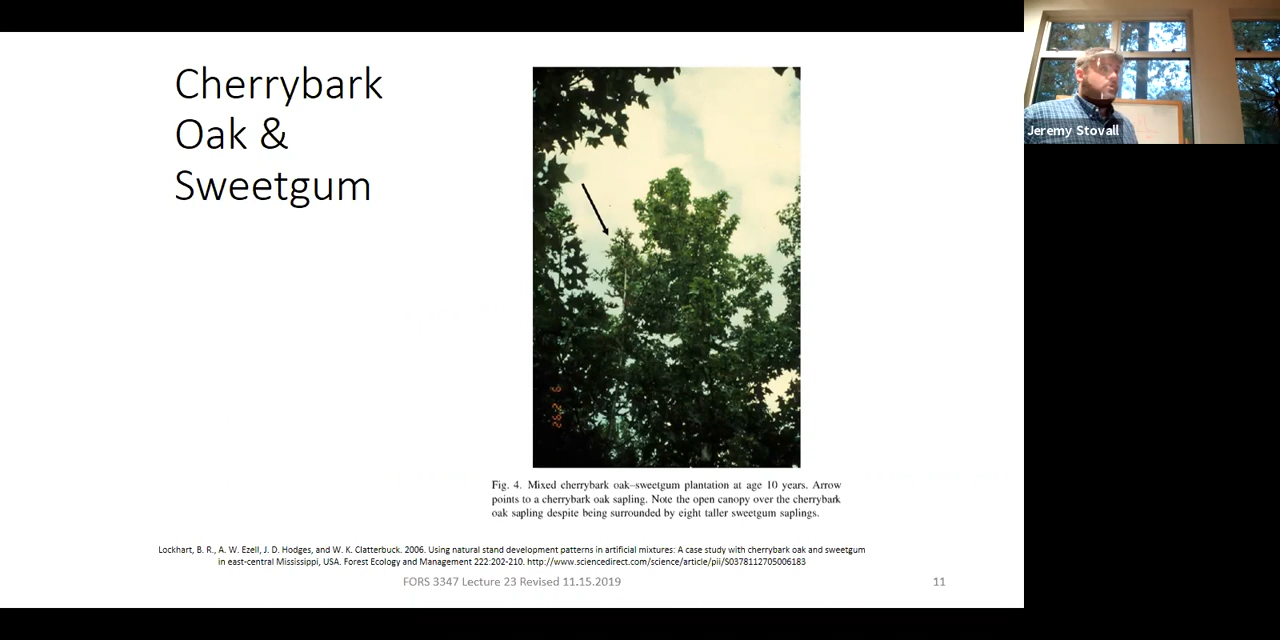 Cherrybark
Oak &
Sweetgum
Fig. 4. Mixed cherrybark oak–sweetgum plantation at age 10 years. Arrow
points to a cherrybark oak sapling. Note the open canopy over the cherrybark
oak sapling despite being surrounded by eight taller sweetgum saplings.
Lockhart, B. R., A. W. Ezell, J. D. Hodges, and W. K. Clatterbuck. 2006. Using natural stand development patterns in artificial mixtures: A case study with cherrybark oak and sweetgum
in east-central Mississippi, USA. Forest Ecology and Management 222:202-210. http://www.sciencedirect.com/science/article/pii/S0378112705006183
FORS 3347 Lecture 23 Revised 11.15.2019
11
Jeremy Stovall